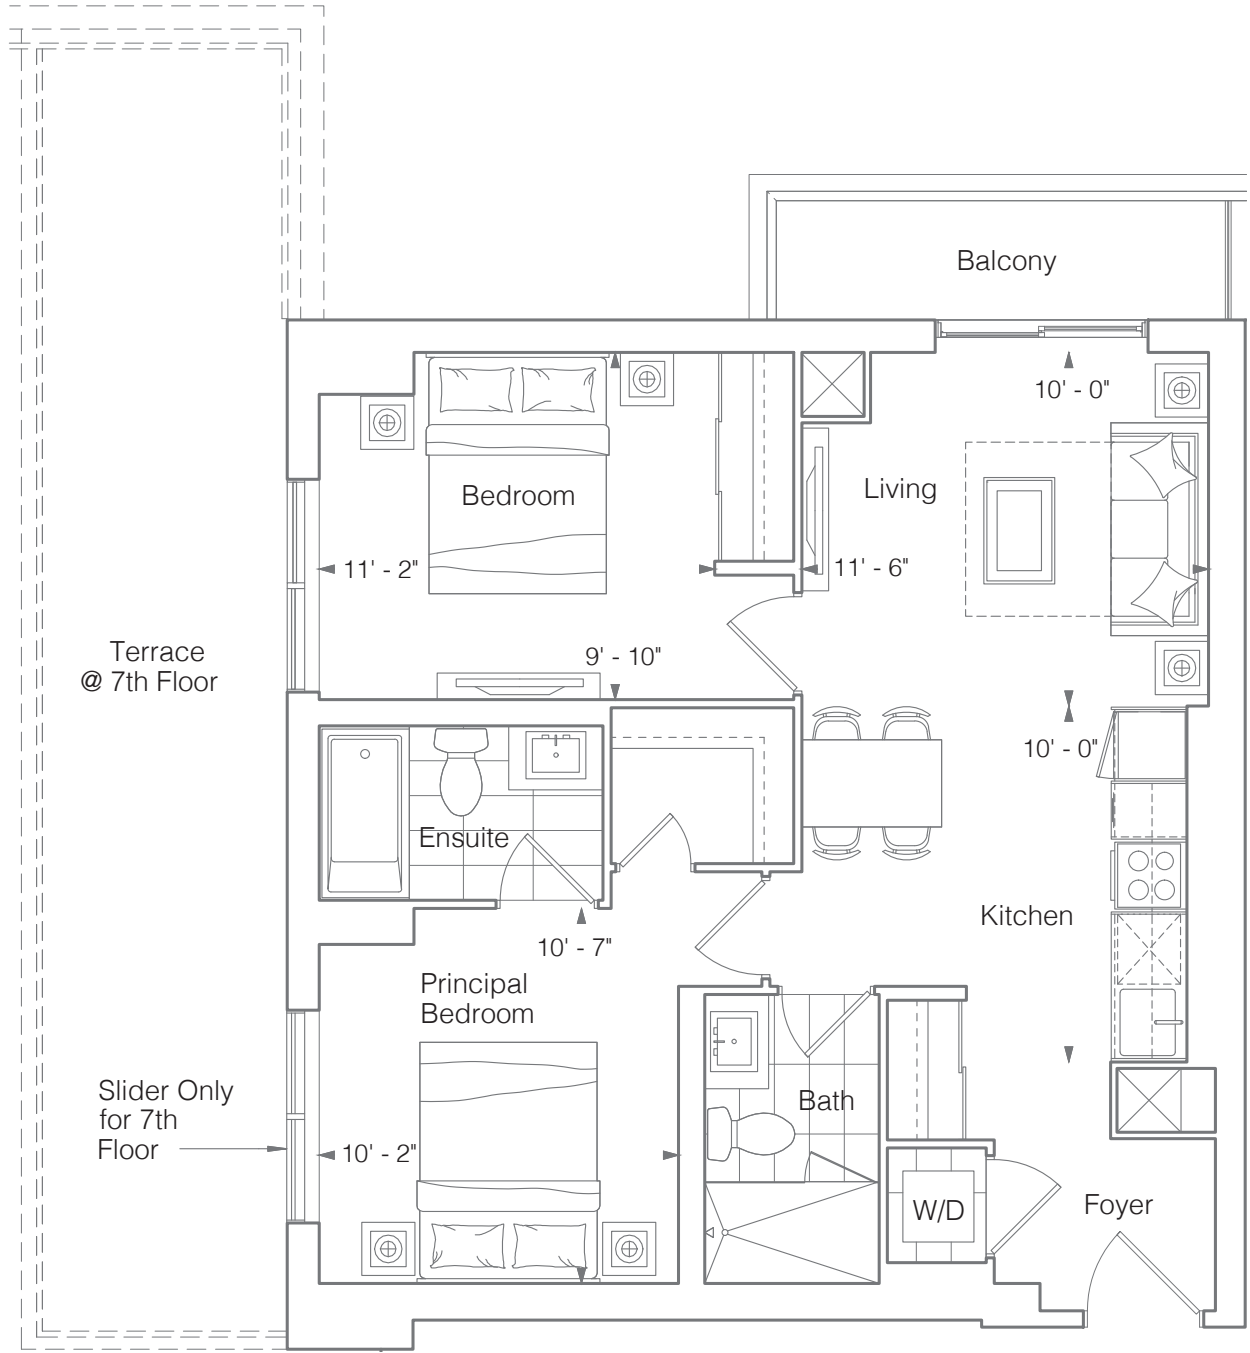 Balcony
10' - 0"
Living
Bedroom
11' - 2"
11' - 6"
Terrace
@ 7th Floor
9' - 10"
10' - 0"
Ensuite
Kitchen
10' - 7"
Principal
Bedroom
Slider Only
for 7th
Floor
Bath
10' - 2"
W/D
Foyer